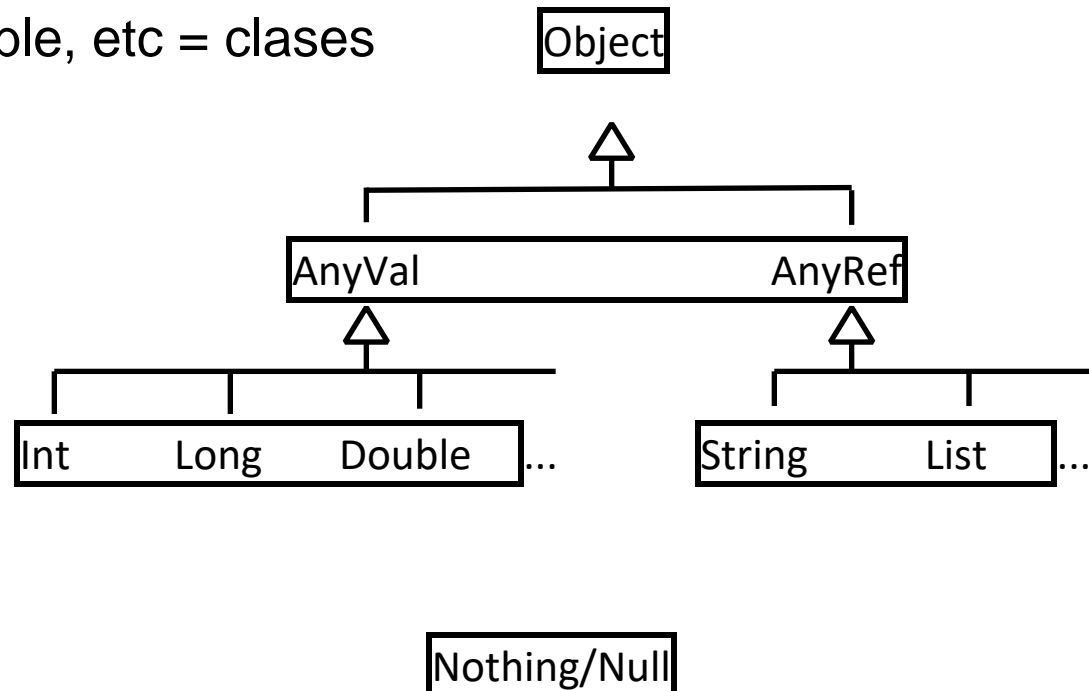 ble, etc = clases
Object
AnyVal AnyRef
Int Long Double ... String List ...
Nothing/Null